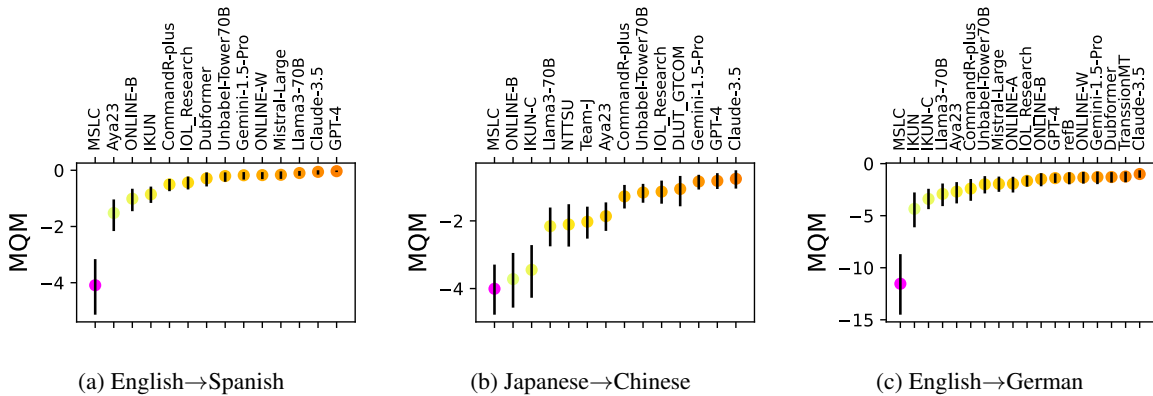 MSLC
Aya23
ONLINE-B
IKUN
CommandR-plus
IOL_Research
Dubformer
Unbabel-Tower70B
Gemini-1.5-Pro
ONLINE-W
Mistral-Large
Llama3-70B
Claude-3.5
GPT-4
MQM
0
−2
−4
(a) English→Spanish
MSLC
ONLINE-B
IKUN-C
Llama3-70B
NTTSU
Team-J
Aya23
CommandR-plus
Unbabel-Tower70B
IOL_Research
DLUT_GTCOM
Gemini-1.5-Pro
GPT-4
Claude-3.5
MQM
−2
−4
(b) Japanese→Chinese
MSLC
IKUN
IKUN-C
Llama3-70B
Aya23
CommandR-plus
Unbabel-Tower70B
Mistral-Large
ONLINE-A
IOL_Research
ONLINE-B
GPT-4
refB
ONLINE-W
Gemini-1.5-Pro
Dubformer
TranssionMT
Claude-3.5
MQM
0
−5
−10
−15
(c) English→German